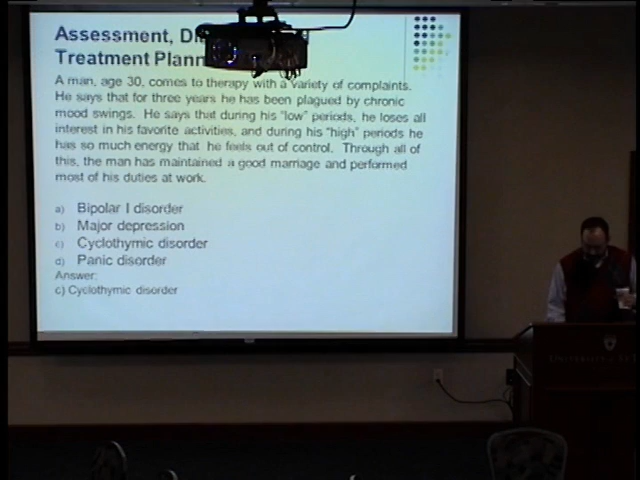 Assessment,
Treatment
A man, age 30, comes to therapy with a variety of complaints.
He says that for three years he has been plagued by chronic
mood swings. He says that during his "low" periods, he loses all
interest in his favorite activities, and during his "high" periods he
has so much energy that he feels out of control. Through all of
this, the man has maintained a good marriage and performed
most of his duties at work.
a) Bipolar I disorder
b) Major depression
c) Cyclothymic disorder
d) Panic disorder
Answer:
c) Cyclothymic disorder
UNIVERSITY